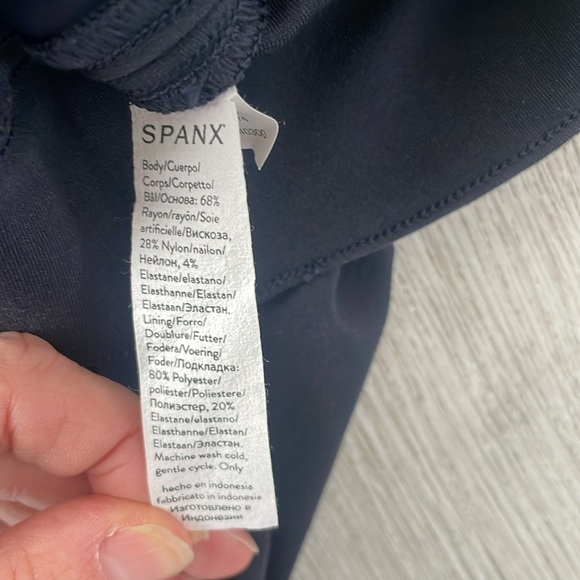 SPANX
Body/Cuerpo/
Corps/Corpetto/
Bål/Основа: 68%
Rayon/rayón/Soie
artificielle/Вискоза,
28% Nylon/nailon/
Нейлон, 4%
Elastane/elastano/
Elasthanne/Elastan/
Elastaan/Эластан.
Lining/Forro/
Doublure/Futter/
Fodera/Voering/
Foder/Подкладка:
80% Polyester/
poliéster/Poliestere/
Полиэстер, 20%
Elastane/elastano/
Elasthanne/Elastan/
Elastaan/Эластан.
Machine wash cold,
gentle cycle. Only
hecho en indonesia
fabbricato in indonesia
Изготовлено в
Индонезии